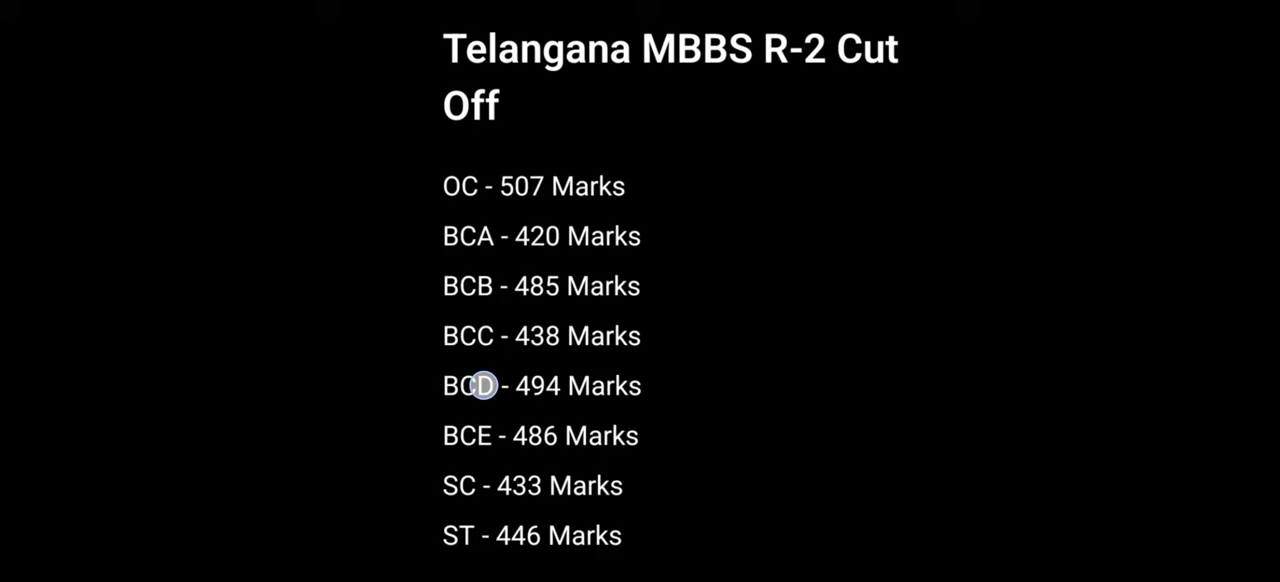 Telangana MBBS R-2 Cut
Off
OC - 507 Marks
BCA - 420 Marks
BCB - 485 Marks
BCC - 438 Marks
BCD - 494 Marks
BCE - 486 Marks
SC - 433 Marks
ST - 446 Marks